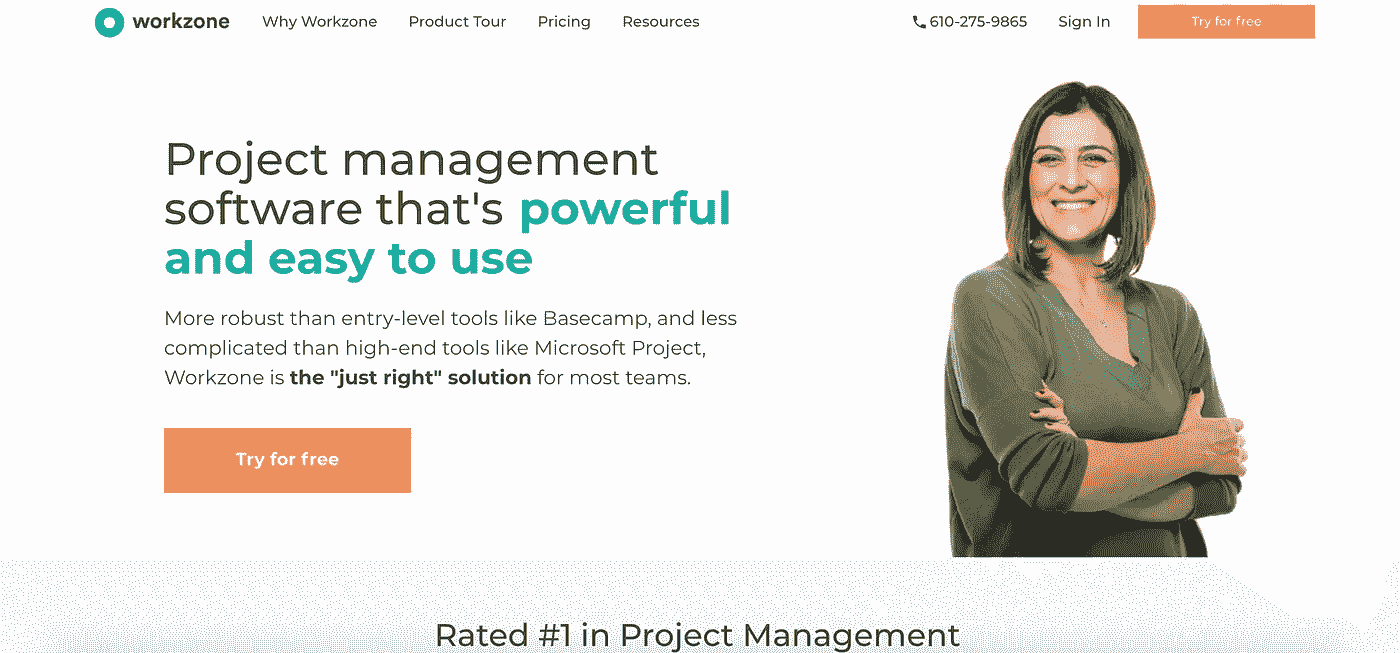 workzone Why Workzone Product Tour Pricing Resources 610-275-9865 Sign In Try for free
Project management
software that's powerful
and easy to use
More robust than entry-level tools like Basecamp, and less
complicated than high-end tools like Microsoft Project,
Workzone is the "just right" solution for most teams.
Try for free
Rated #1 in Project Management